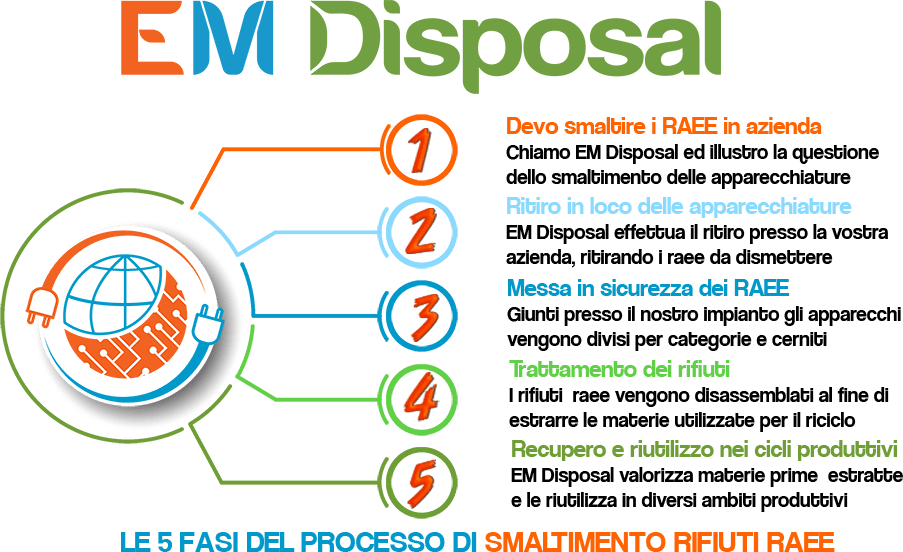 EM Disposal
1
Devo smaltire i RAEE in azienda
Chiamo EM Disposal ed illustro la questione
dello smaltimento delle apparecchiature
2
Ritiro in loco delle apparecchiature
EM Disposal effettua il ritiro presso la vostra
azienda, ritirando i raee da dismettere
3
Messa in sicurezza dei RAEE
Giunti presso il nostro impianto gli apparecchi
vengono divisi per categorie e cerniti
4
Trattamento dei rifiuti
I rifiuti raee vengono disassemblati al fine di
estrarre le materie utilizzate per il riciclo
5
Recupero e riutilizzo nei cicli produttivi
EM Disposal valorizza materie prime estratte
e le riutilizza in diversi ambiti produttivi
LE 5 FASI DEL PROCESSO DI SMALTIMENTO RIFIUTI RAEE